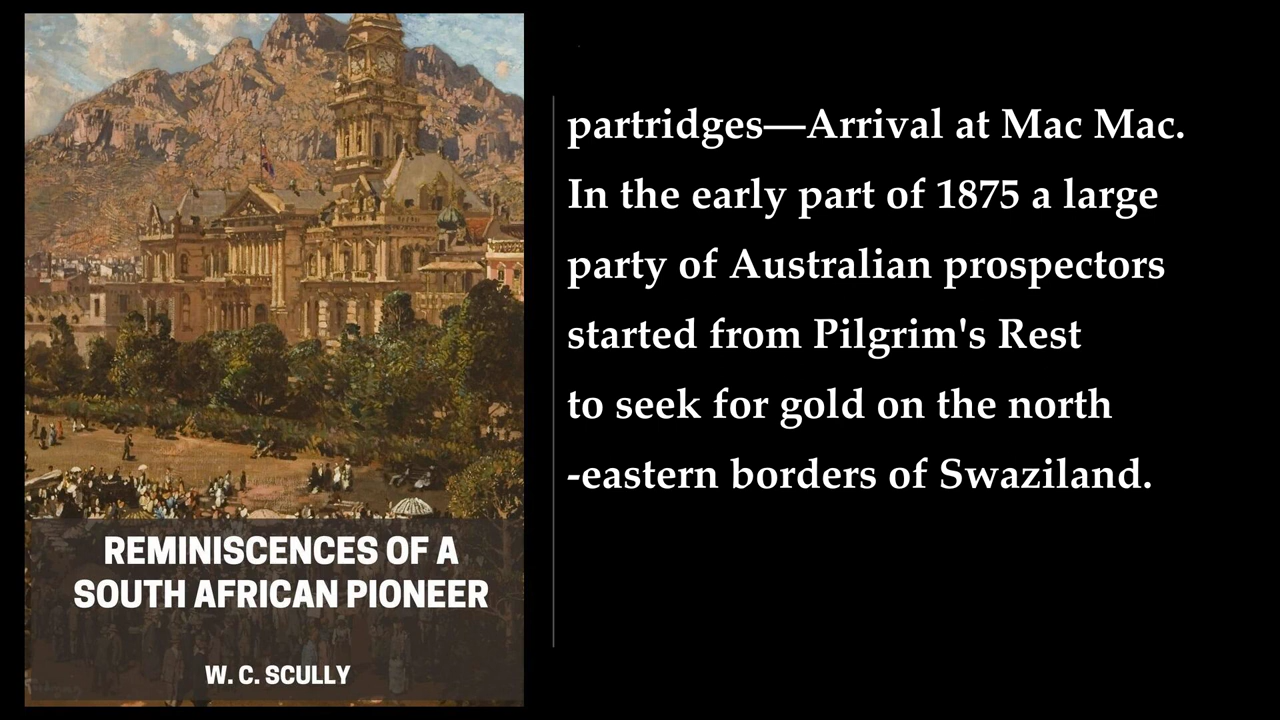 REMINISCENCES OF A
SOUTH AFRICAN PIONEER
W. C. SCULLY
partridges—Arrival at Mac Mac.
In the early part of 1875 a large
party of Australian prospectors
started from Pilgrim's Rest
to seek for gold on the north
-eastern borders of Swaziland.